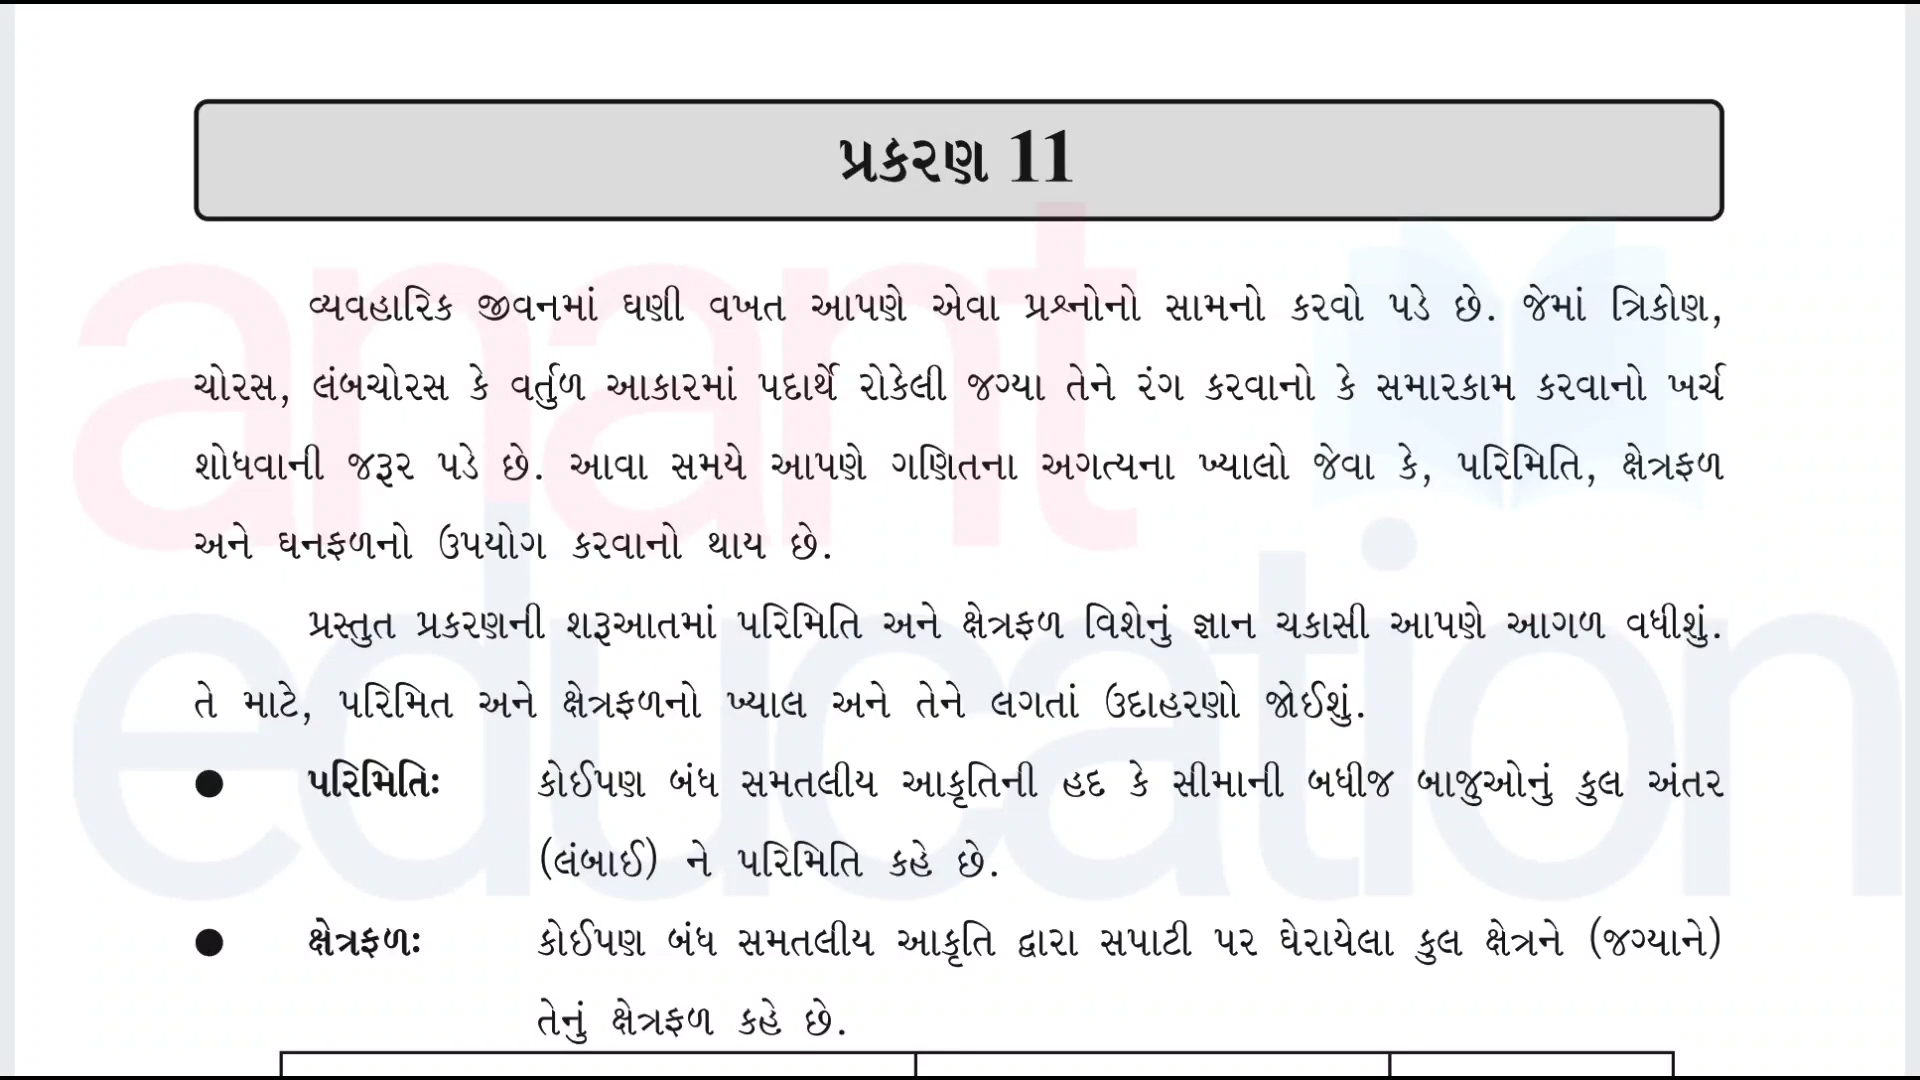 પ્રકરણ 11
વ્યવહારિક જીવનમાં ઘણી વખત આપણે એવા પ્રશ્નોનો સામનો કરવો પડે છે. જેમાં ત્રિકોણ,
ચોરસ, લંબચોરસ કે વર્તુળ આકારમાં પદાર્થે રોકેલી જગ્યા તેને રંગ કરવાનો કે સમારકામ કરવાનો ખર્ચ
શોધવાની જરૂર પડે છે. આવા સમયે આપણે ગણિતના અગત્યના ખ્યાલો જેવા કે, પરિમિતિ, ક્ષેત્રફળ
અને ઘનફળનો ઉપયોગ કરવાનો થાય છે.
પ્રસ્તુત પ્રકરણની શરૂઆતમાં પરિમિતિ અને ક્ષેત્રફળ વિશેનું જ્ઞાન ચકાસી આપણે આગળ વધીશું.
તે માટે, પરિમિત અને ક્ષેત્રફળનો ખ્યાલ અને તેને લગતાં ઉદાહરણો જોઈશું.
● પરિમિતિઃ કોઈપણ બંધ સમતલીય આકૃતિની હદ કે સીમાની બધીજ બાજુઓનું કુલ અંતર
(લંબાઈ) ને પરિમિતિ કહે છે.
● ક્ષેત્રફળઃ કોઈપણ બંધ સમતલીય આકૃતિ દ્વારા સપાટી પર ઘેરાયેલા કુલ ક્ષેત્રને (જગ્યાને)
તેનું ક્ષેત્રફળ કહે છે.
anant
education